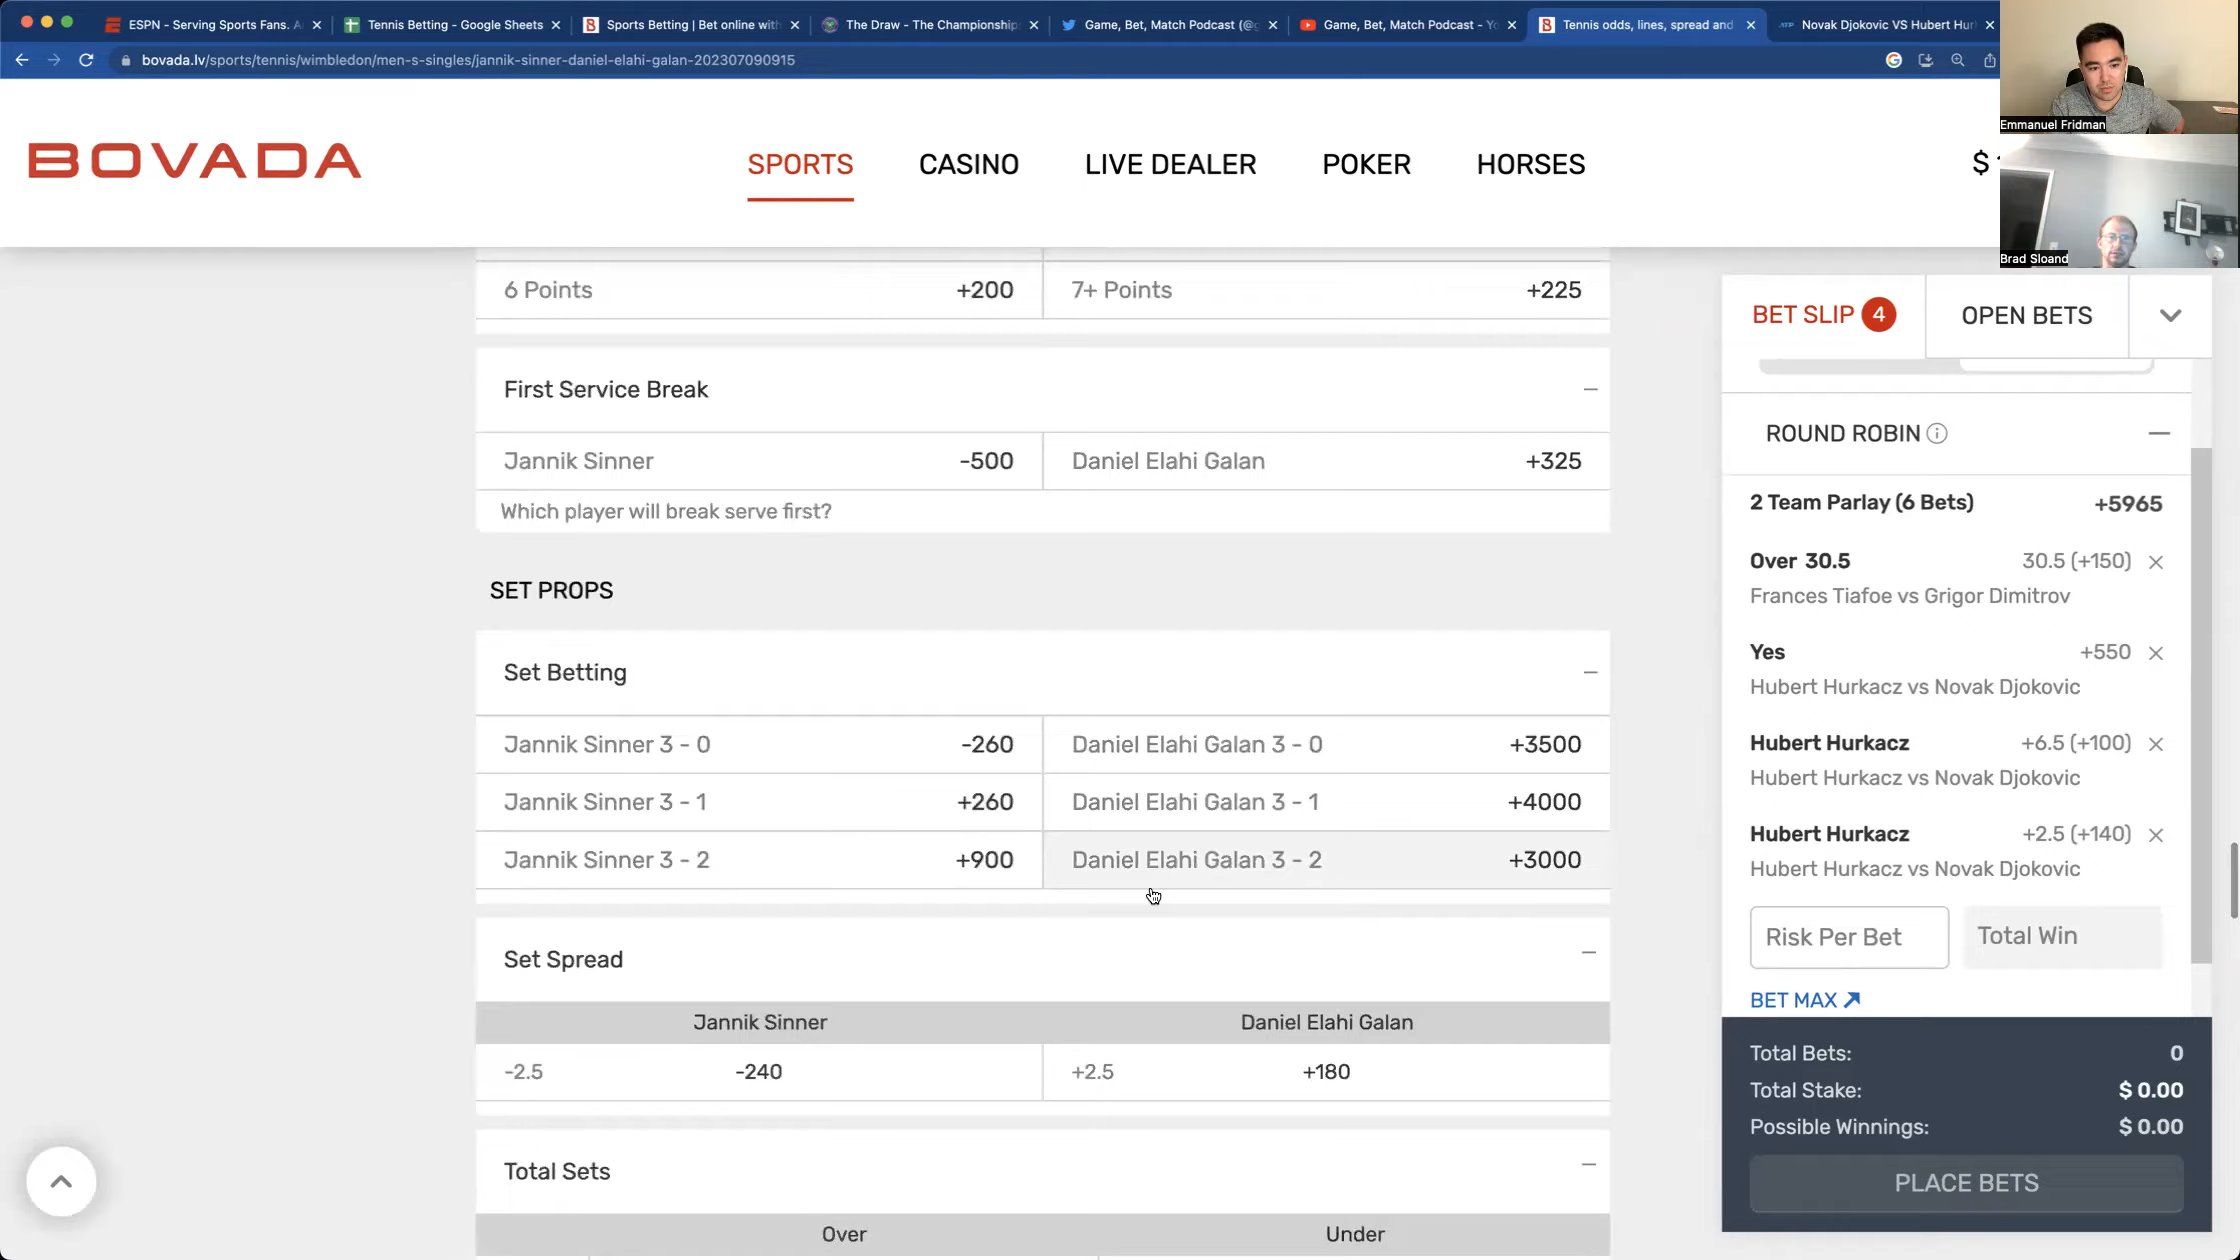 ESPN - Serving Sports Fans. A
Tennis Betting - Google Sheets
Sports Betting | Bet online with
The Draw - The Championship
Game, Bet, Match Podcast (@g
Game, Bet, Match Podcast - Yo
Tennis odds, lines, spread and
Novak Djokovic VS Hubert Hur
bovada.lv/sports/tennis/wimbledon/men-s-singles/jannik-sinner-daniel-elahi-galan-202307090915
Emmanuel Fridman
Brad Sloand
BOVADA
SPORTS
CASINO
LIVE DEALER
POKER
HORSES
$
6 Points +200 7+ Points +225
First Service Break
Jannik Sinner -500 Daniel Elahi Galan +325
Which player will break serve first?
SET PROPS
Set Betting
Jannik Sinner 3 - 0 -260 Daniel Elahi Galan 3 - 0 +3500
Jannik Sinner 3 - 1 +260 Daniel Elahi Galan 3 - 1 +4000
Jannik Sinner 3 - 2 +900 Daniel Elahi Galan 3 - 2 +3000
Set Spread
Jannik Sinner Daniel Elahi Galan
-2.5 -240 +2.5 +180
Total Sets
Over Under
BET SLIP 4 OPEN BETS
ROUND ROBIN
2 Team Parlay (6 Bets) +5965
Over 30.5 30.5 (+150)
Frances Tiafoe vs Grigor Dimitrov
Yes +550
Hubert Hurkacz vs Novak Djokovic
Hubert Hurkacz +6.5 (+100)
Hubert Hurkacz vs Novak Djokovic
Hubert Hurkacz +2.5 (+140)
Hubert Hurkacz vs Novak Djokovic
Risk Per Bet Total Win
BET MAX
Total Bets: 0
Total Stake: $ 0.00
Possible Winnings: $ 0.00
PLACE BETS